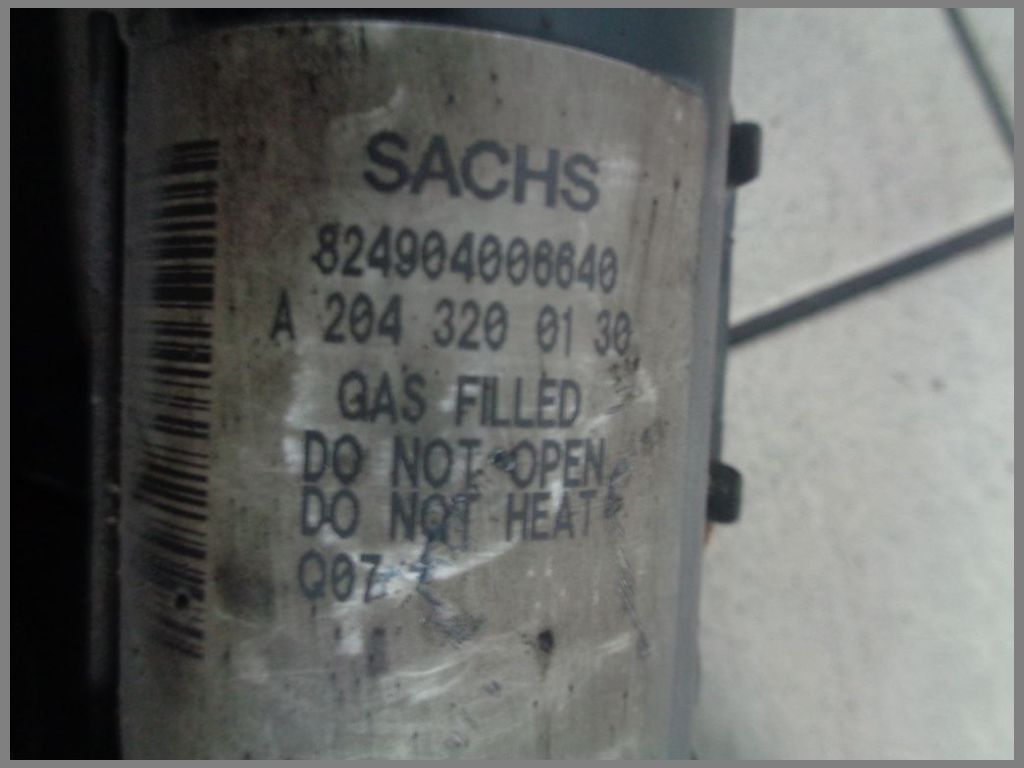 SACHS
824904006640
A 204 320 01 30
GAS FILLED
DO NOT OPEN
DO NOT HEAT
Q07